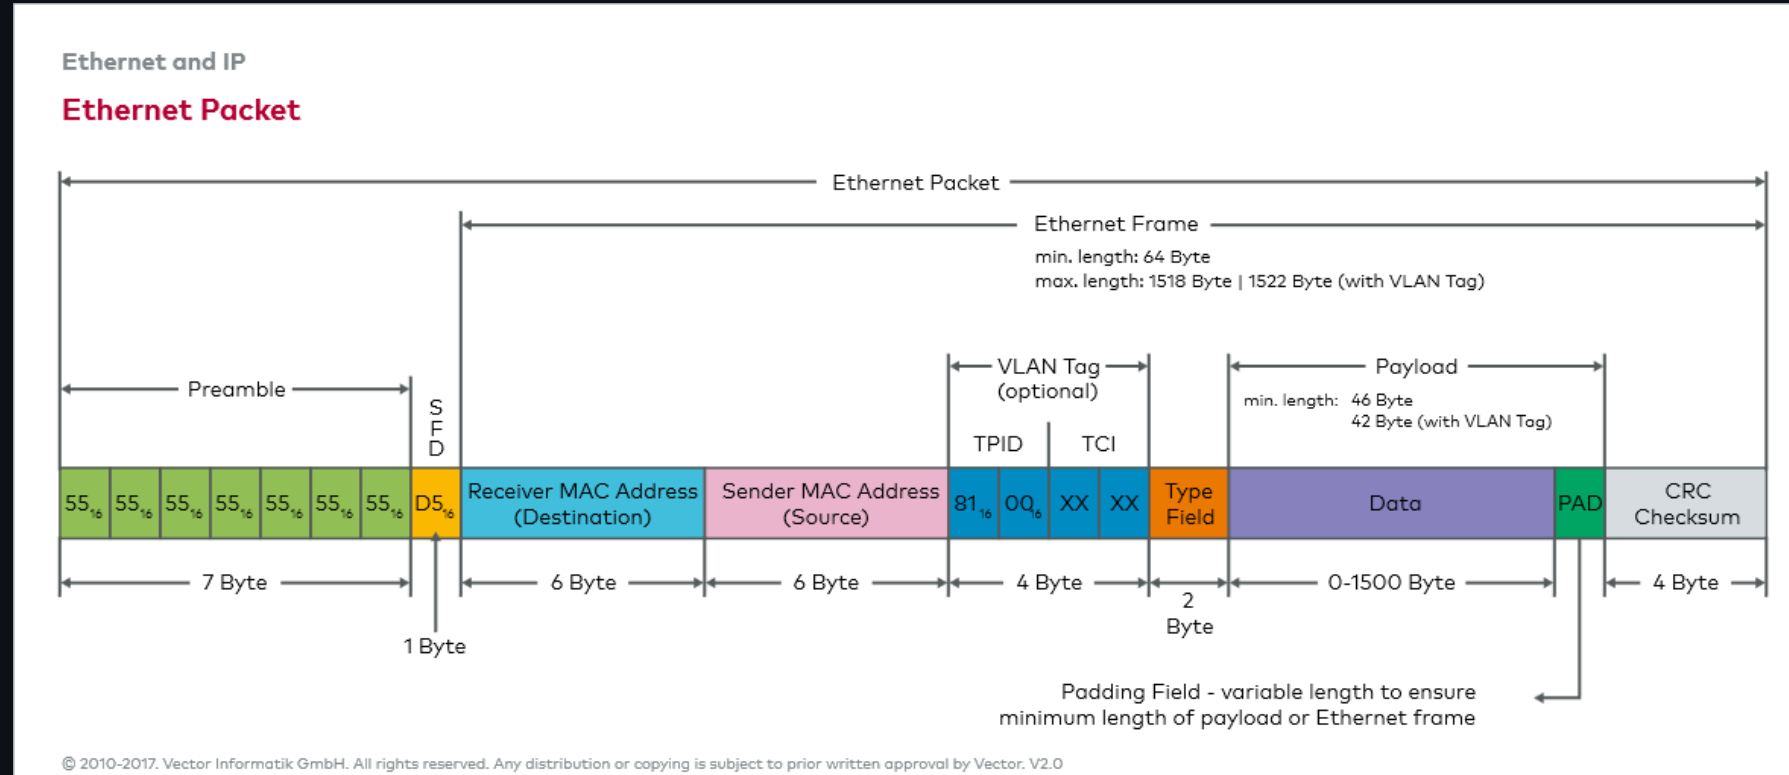 Ethernet and IP
Ethernet Packet
Ethernet Packet
Ethernet Frame
min. length: 64 Byte
max. length: 1518 Byte | 1522 Byte (with VLAN Tag)
Preamble
S
F
D
VLAN Tag
(optional)
TPID TCI
Payload
min. length: 46 Byte
42 Byte (with VLAN Tag)
55₁₆ 55₁₆ 55₁₆ 55₁₆ 55₁₆ 55₁₆ 55₁₆ D5₁₆
Receiver MAC Address
(Destination)
Sender MAC Address
(Source)
81₁₆ 00₁₆ XX XX
Type
Field
Data
PAD
CRC
Checksum
7 Byte
1 Byte
6 Byte
6 Byte
4 Byte
2
Byte
0-1500 Byte
4 Byte
Padding Field - variable length to ensure
minimum length of payload or Ethernet frame
© 2010-2017. Vector Informatik GmbH. All rights reserved. Any distribution or copying is subject to prior written approval by Vector. V2.0